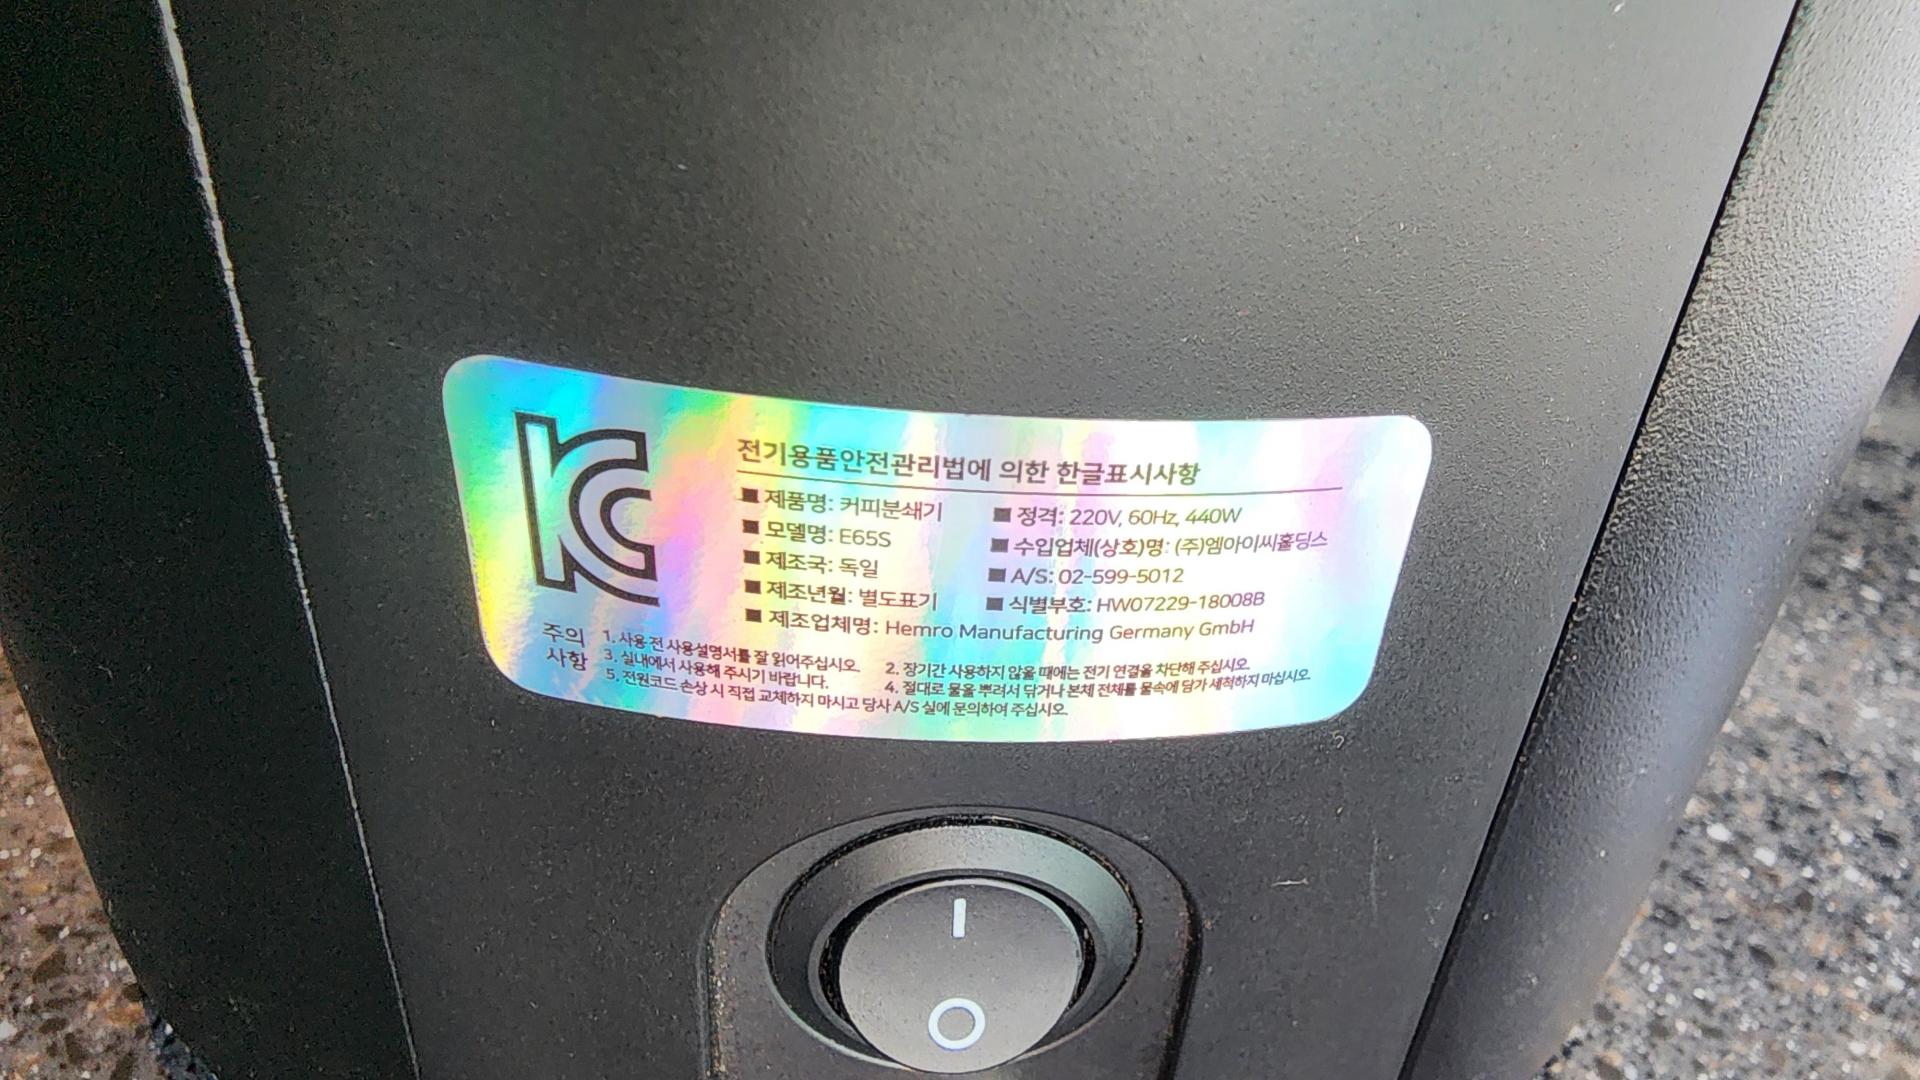 KC
전기용품안전관리법에 의한 한글표시사항
■ 제품명: 커피분쇄기
■ 모델명: E65S
■ 제조국: 독일
■ 제조년월: 별도표기
■ 제조업체명: Hemro Manufacturing Germany GmbH
■ 정격: 220V, 60Hz, 440W
■ 수입업체(상호)명: (주)엠아이씨홀딩스
■ A/S: 02-599-5012
■ 식별부호: HW07229-18008B
주의
사항
1. 사용 전 사용설명서를 잘 읽어주십시오.
2. 장기간 사용하지 않을 때에는 전기 연결을 차단해 주십시오.
3. 실내에서 사용해 주시기 바랍니다.
4. 절대로 물을 뿌려서 닦거나 본체 전체를 물속에 담가 세척하지 마십시오.
5. 전원코드 손상 시 직접 교체하지 마시고 당사 A/S 실에 문의하여 주십시오.
I
O